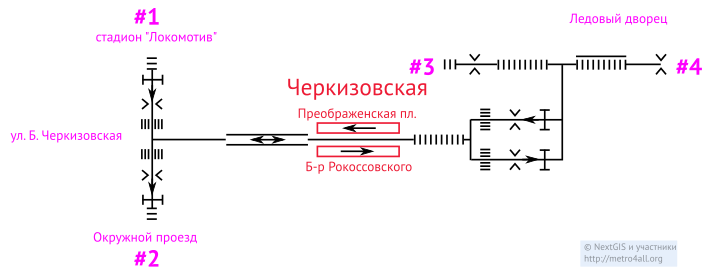 #1
стадион "Локомотив"
Ледовый дворец
#3
#4
Черкизовская
Преображенская пл.
ул. Б. Черкизовская
Б-р Рокоссовского
Окружной проезд
#2
© NextGIS и участники
http://metro4all.org